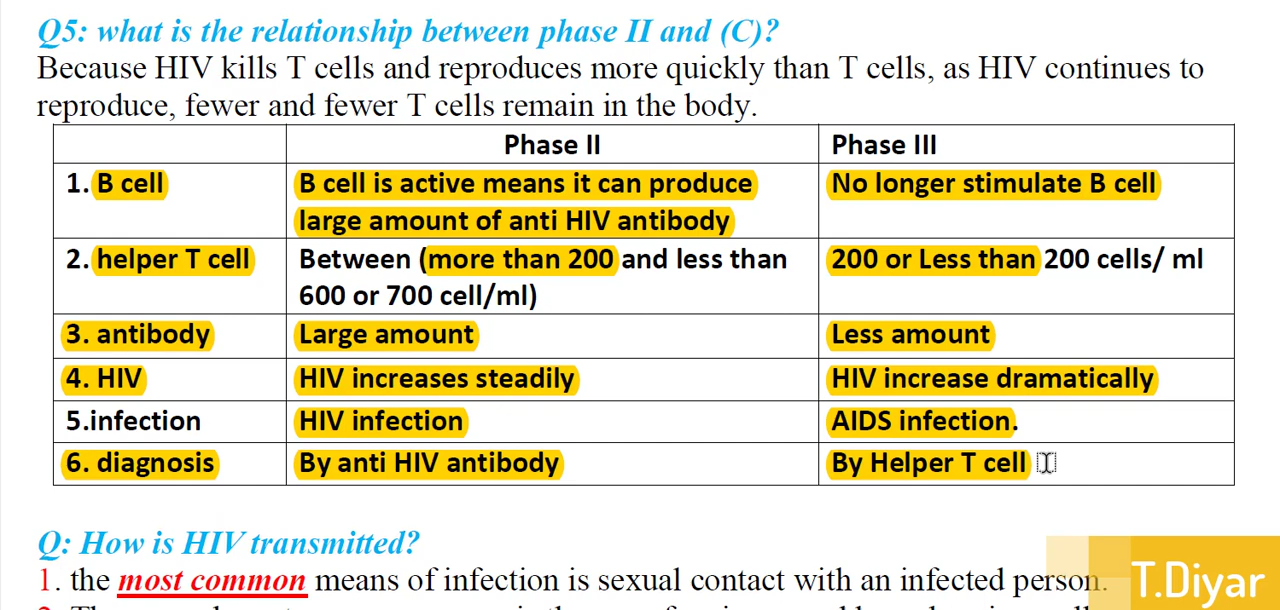 Q5: what is the relationship between phase II and (C)?
Because HIV kills T cells and reproduces more quickly than T cells, as HIV continues to
reproduce, fewer and fewer T cells remain in the body.
Phase II Phase III
1. B cell B cell is active means it can produce No longer stimulate B cell
large amount of anti HIV antibody
2. helper T cell Between (more than 200 and less than 200 or Less than 200 cells/ ml
600 or 700 cell/ml)
3. antibody Large amount Less amount
4. HIV HIV increases steadily HIV increase dramatically
5.infection HIV infection AIDS infection.
6. diagnosis By anti HIV antibody By Helper T cell
Q: How is HIV transmitted?
1. the most common means of infection is sexual contact with an infected person.
T.Diyar